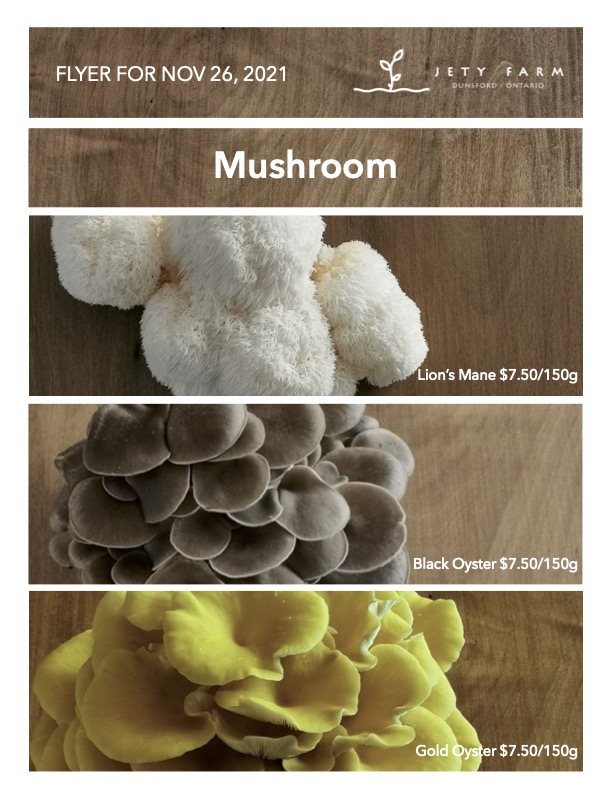 FLYER FOR NOV 26, 2021
JETY FARM
DUNSFORD · ONTARIO
Mushroom
Lion's Mane $7.50/150g
Black Oyster $7.50/150g
Gold Oyster $7.50/150g